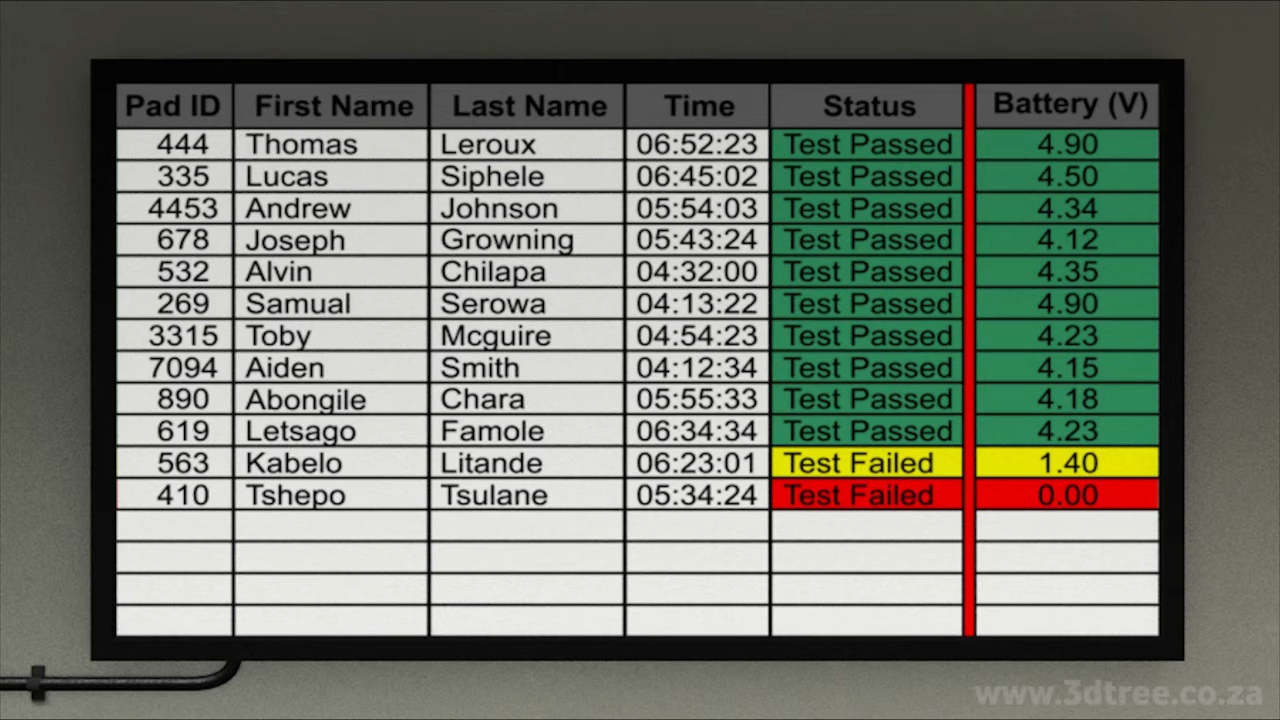 Pad ID First Name Last Name Time Status Battery (V)
444 Thomas Leroux 06:52:23 Test Passed 4.90
335 Lucas Siphele 06:45:02 Test Passed 4.50
4453 Andrew Johnson 05:54:03 Test Passed 4.34
678 Joseph Growning 05:43:24 Test Passed 4.12
532 Alvin Chilapa 04:32:00 Test Passed 4.35
269 Samual Serowa 04:13:22 Test Passed 4.90
3315 Toby Mcguire 04:54:23 Test Passed 4.23
7094 Aiden Smith 04:12:34 Test Passed 4.15
890 Abongile Chara 05:55:33 Test Passed 4.18
619 Letsago Famole 06:34:34 Test Passed 4.23
563 Kabelo Litande 06:23:01 Test Failed 1.40
410 Tshepo Tsulane 05:34:24 Test Failed 0.00
www.3dtree.co.za